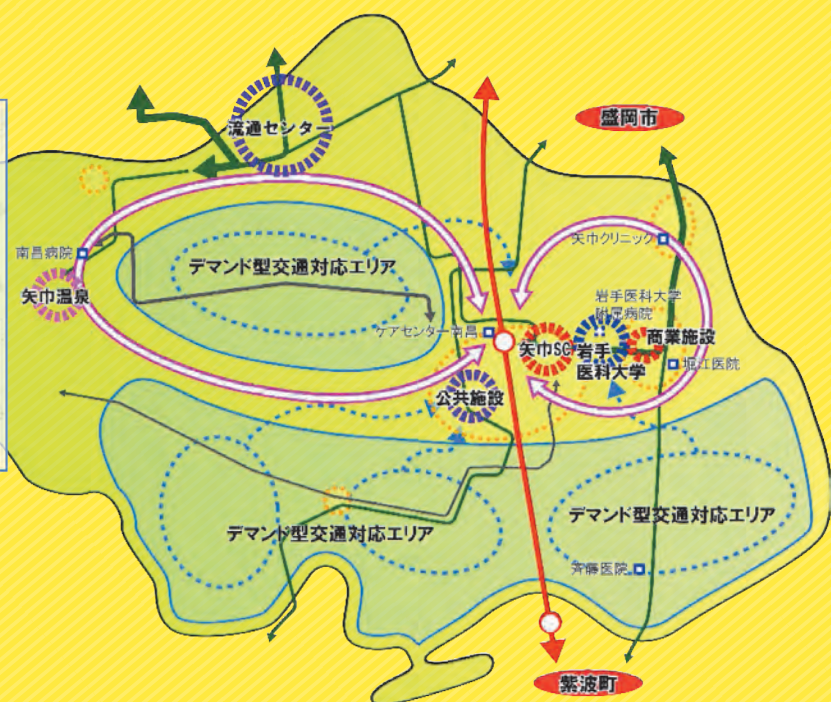 盛岡市
流通センター
矢巾クリニック
南昌病院
デマンド型交通対応エリア
矢巾温泉
岩手医科大学
附属病院
ケアセンター南昌
矢巾SC
岩手
医科大学
商業施設
堀江医院
公共施設
デマンド型交通対応エリア
デマンド型交通対応エリア
斉藤医院
紫波町